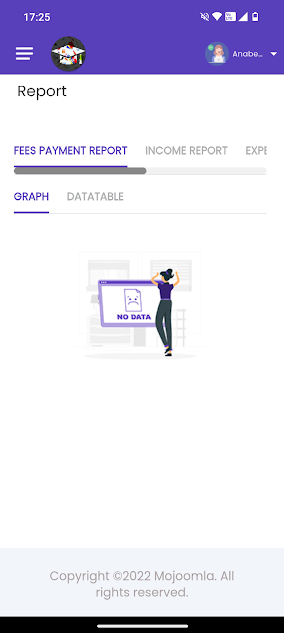 17:25
Anabe...
Report
FEES PAYMENT REPORT INCOME REPORT EXPE
GRAPH DATATABLE
NO DATA
Copyright ©2022 Mojoomla. All
rights reserved.